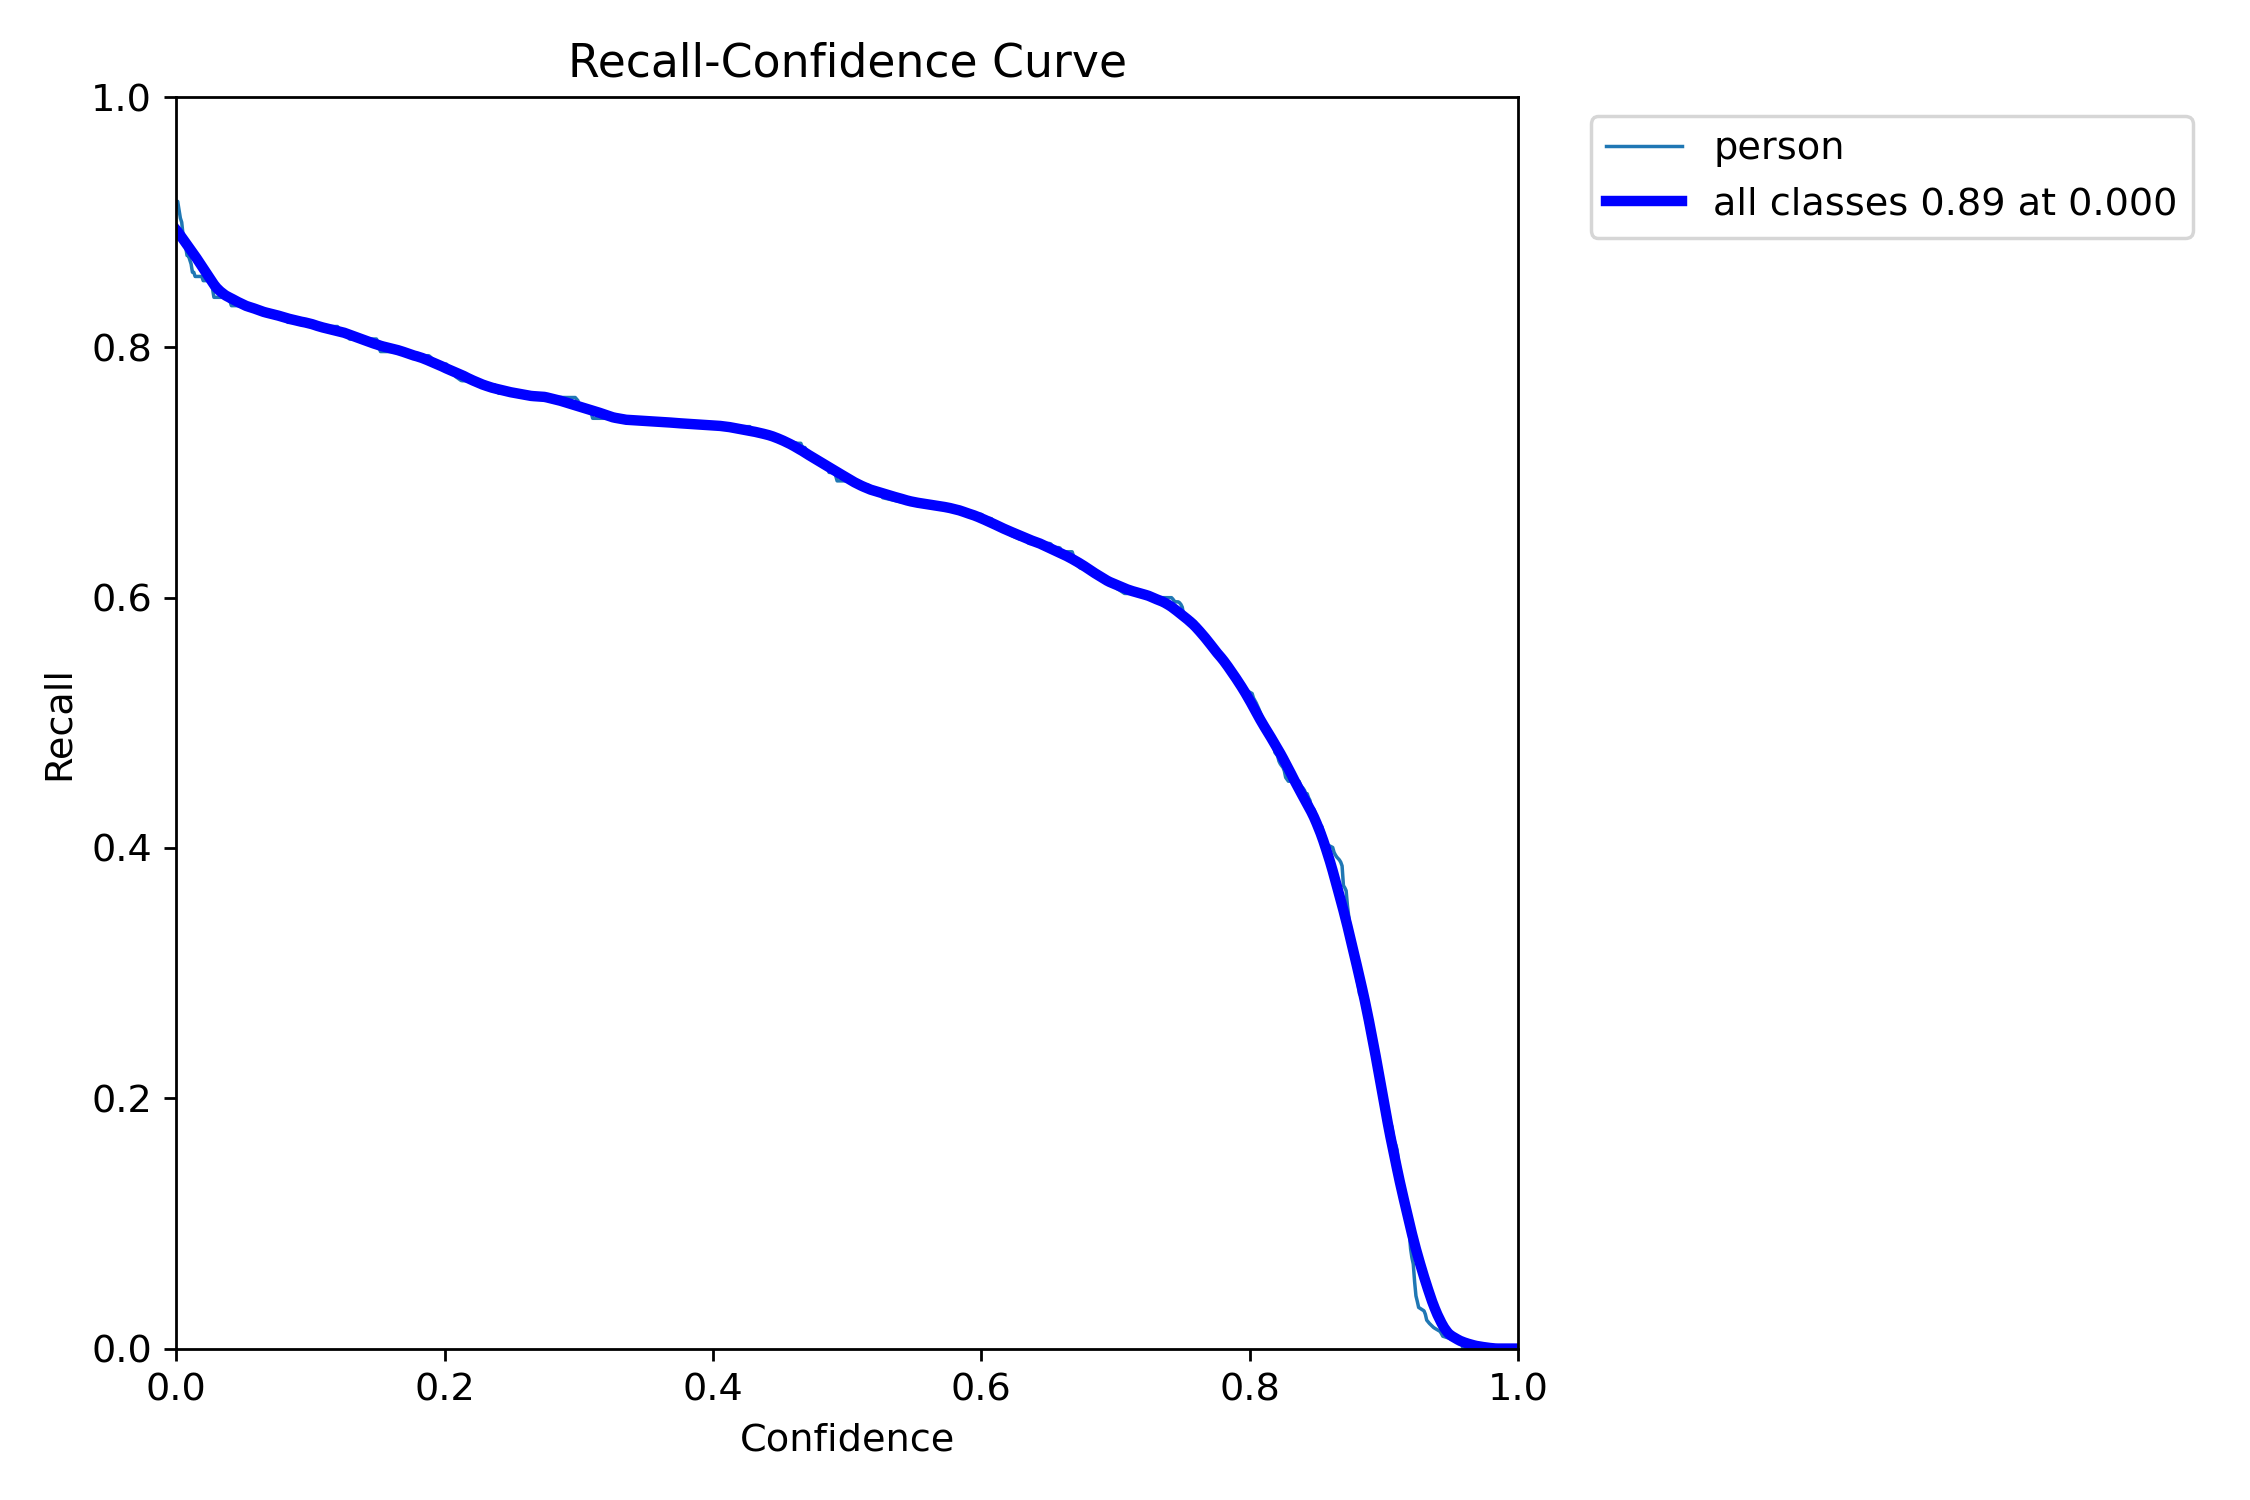 Recall-Confidence Curve
1.0
0.8
0.6
0.4
0.2
0.0
Recall
0.0 0.2 0.4 0.6 0.8 1.0
Confidence
person
all classes 0.89 at 0.000